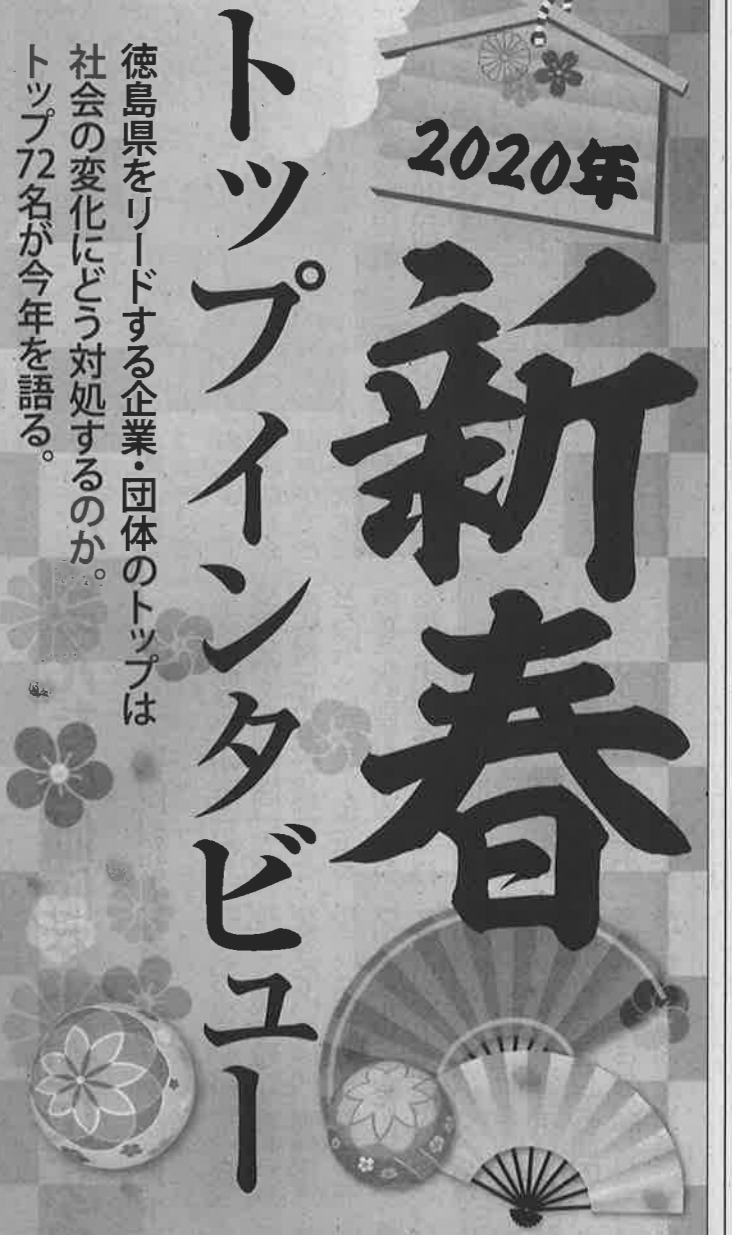 2020年
新春
トップインタビュー
徳島県をリードする企業・団体のトップは
社会の変化にどう対処するのか。
トップ72名が今年を語る。